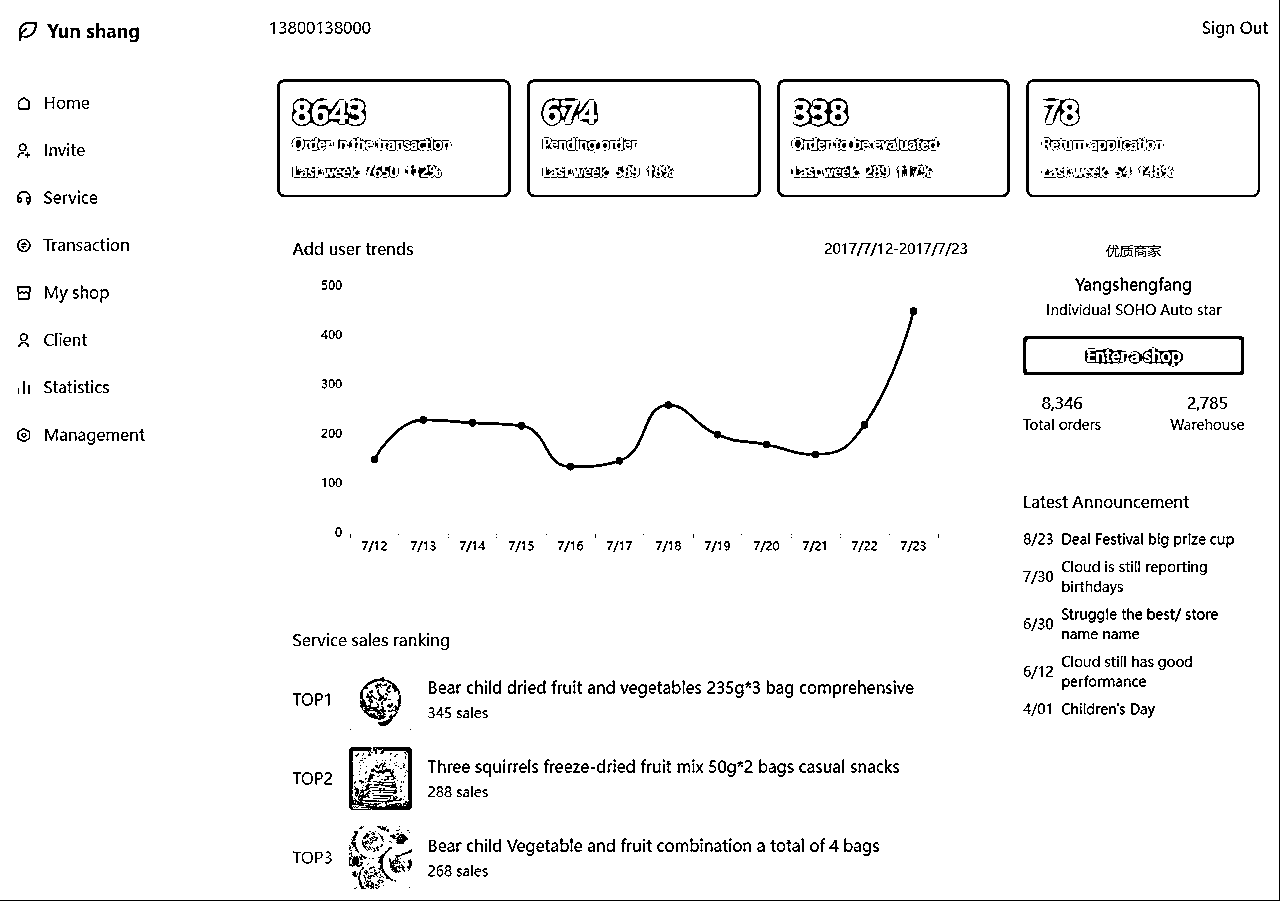 Yun shang
13800138000
Sign Out
Home
Invite
Service
Transaction
My shop
Client
Statistics
Management
8643
Order in the transaction
Last week 7650
674
Pending order
Last week 589
338
Order to be evaluated
Last week 289
78
Return application
Last week 54
Add user trends
2017/7/12-2017/7/23
500
400
300
200
100
0
7/12 7/13 7/14 7/15 7/16 7/17 7/18 7/19 7/20 7/21 7/22 7/23
优质商家
Yangshengfang
Individual SOHO Auto star
Enter a shop
8,346
Total orders
2,785
Warehouse
Latest Announcement
8/23 Deal Festival big prize cup
7/30 Cloud is still reporting
birthdays
6/30 Struggle the best/ store
name name
6/12 Cloud still has good
performance
4/01 Children's Day
Service sales ranking
TOP1
Bear child dried fruit and vegetables 235g*3 bag comprehensive
345 sales
TOP2
Three squirrels freeze-dried fruit mix 50g*2 bags casual snacks
288 sales
TOP3
Bear child Vegetable and fruit combination a total of 4 bags
268 sales